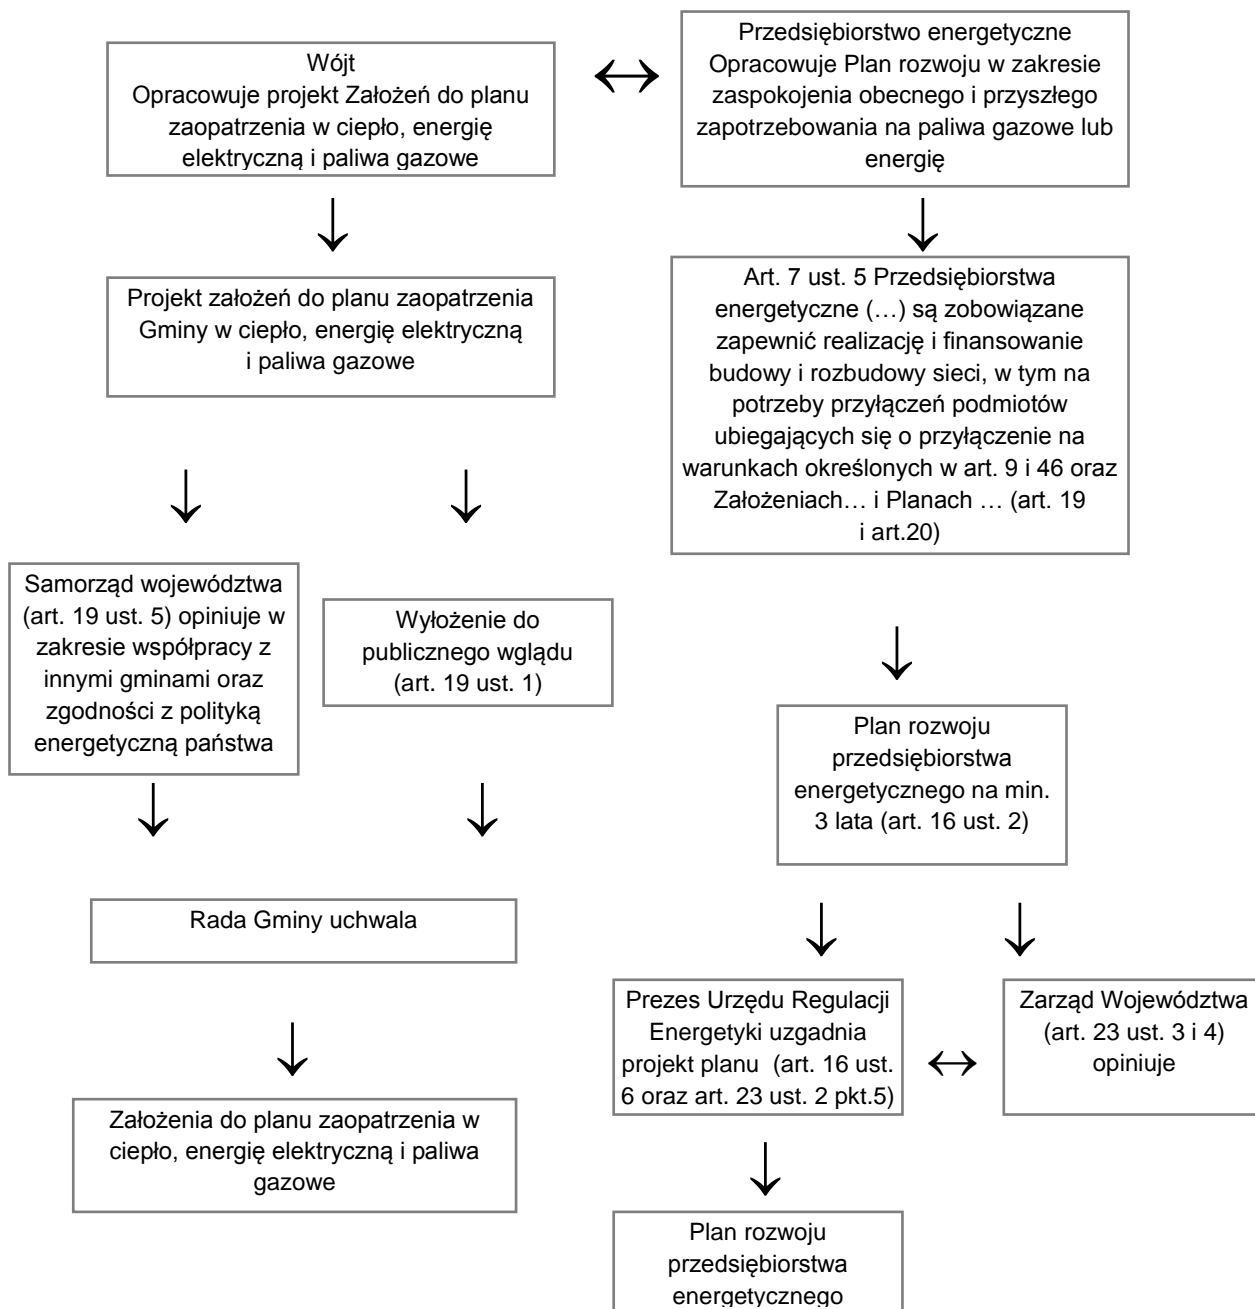 Wójt
Opracowuje projekt Założeń do planu
zaopatrzenia w ciepło, energię
elektryczną i paliwa gazowe
Przedsiębiorstwo energetyczne
Opracowuje Plan rozwoju w zakresie
zaspokojenia obecnego i przyszłego
zapotrzebowania na paliwa gazowe lub
energię
Projekt założeń do planu zaopatrzenia
Gminy w ciepło, energię elektryczną
i paliwa gazowe
Art. 7 ust. 5 Przedsiębiorstwa
energetyczne (…) są zobowiązane
zapewnić realizację i finansowanie
budowy i rozbudowy sieci, w tym na
potrzeby przyłączeń podmiotów
ubiegających się o przyłączenie na
warunkach określonych w art. 9 i 46 oraz
Założeniach… i Planach … (art. 19
i art.20)
Samorząd województwa
(art. 19 ust. 5) opiniuje w
zakresie współpracy z
innymi gminami oraz
zgodności z polityką
energetyczną państwa
Wyłożenie do
publicznego wglądu
(art. 19 ust. 1)
Plan rozwoju
przedsiębiorstwa
energetycznego na min.
3 lata (art. 16 ust. 2)
Rada Gminy uchwala
Prezes Urzędu Regulacji
Energetyki uzgadnia
projekt planu  (art. 16 ust.
6 oraz art. 23 ust. 2 pkt.5)
Zarząd Województwa
(art. 23 ust. 3 i 4)
opiniuje
Założenia do planu zaopatrzenia w
ciepło, energię elektryczną i paliwa
gazowe
Plan rozwoju
przedsiębiorstwa
energetycznego